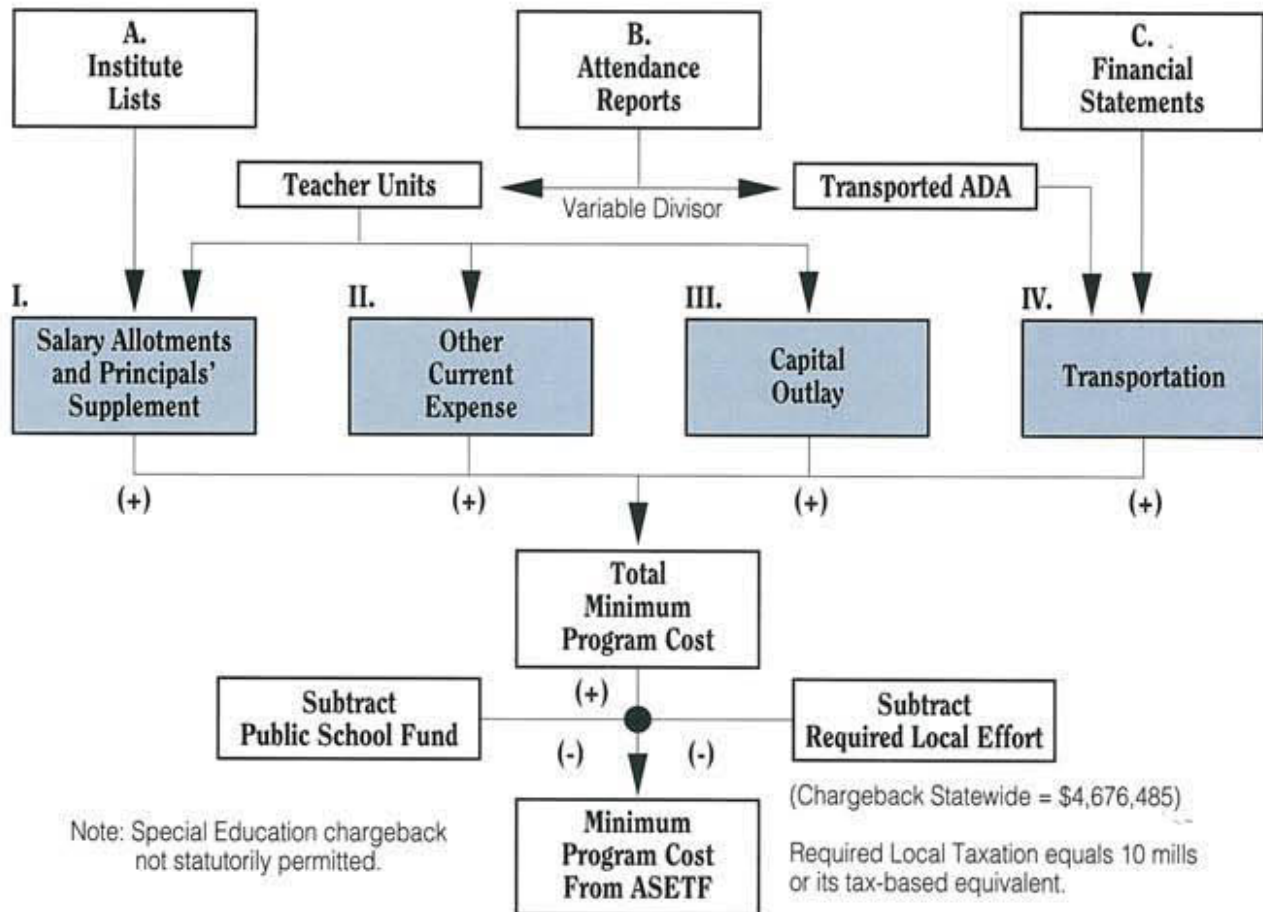 A.
Institute
Lists
B.
Attendance
Reports
C.
Financial
Statements
Teacher Units
Variable Divisor
Transported ADA
I.
Salary Allotments
and Principals'
Supplement
II.
Other
Current
Expense
III.
Capital
Outlay
IV.
Transportation
(+)
(+)
(+)
(+)
Total
Minimum
Program Cost
(+)
Subtract
Public School Fund
Subtract
Required Local Effort
(-)
(-)
Minimum
Program Cost
From ASETF
(Chargeback Statewide = $4,676,485)
Required Local Taxation equals 10 mills
or its tax-based equivalent.
Note: Special Education chargeback
not statutorily permitted.